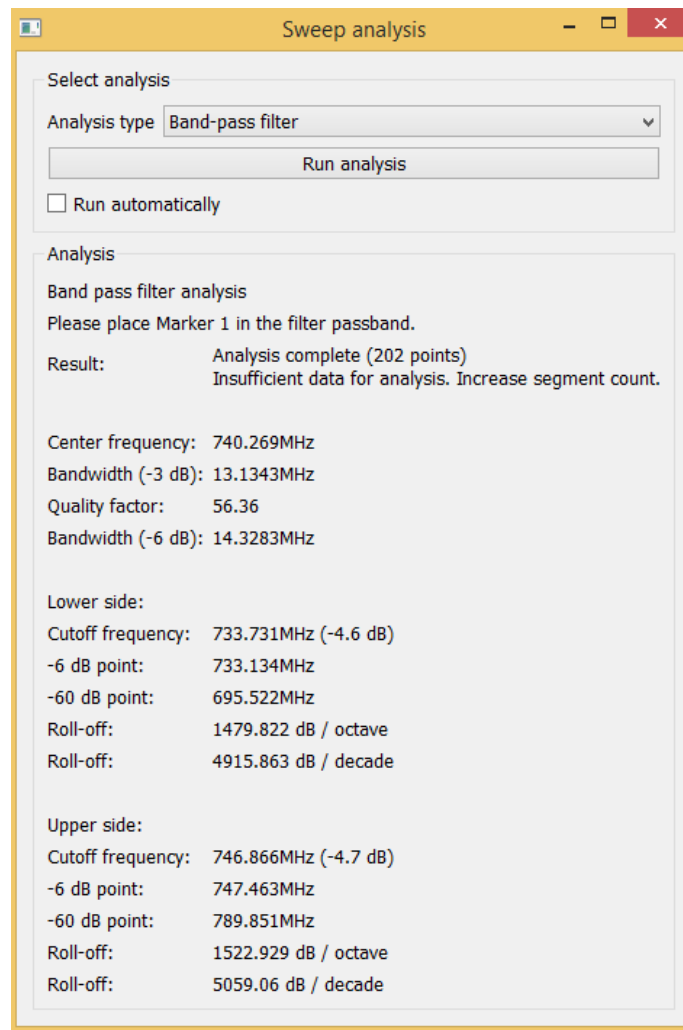 Sweep analysis
Select analysis
Analysis type Band-pass filter
Run analysis
Run automatically
Analysis
Band pass filter analysis
Please place Marker 1 in the filter passband.
Result: Analysis complete (202 points)
Insufficient data for analysis. Increase segment count.
Center frequency: 740.269MHz
Bandwidth (-3 dB): 13.1343MHz
Quality factor: 56.36
Bandwidth (-6 dB): 14.3283MHz
Lower side:
Cutoff frequency: 733.731MHz (-4.6 dB)
-6 dB point: 733.134MHz
-60 dB point: 695.522MHz
Roll-off: 1479.822 dB / octave
Roll-off: 4915.863 dB / decade
Upper side:
Cutoff frequency: 746.866MHz (-4.7 dB)
-6 dB point: 747.463MHz
-60 dB point: 789.851MHz
Roll-off: 1522.929 dB / octave
Roll-off: 5059.06 dB / decade